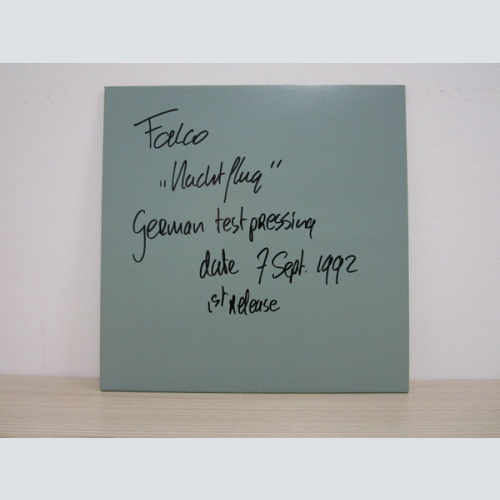 Falco
„Nachtflug"
German testpressing
date 7 Sept. 1992
1st Release